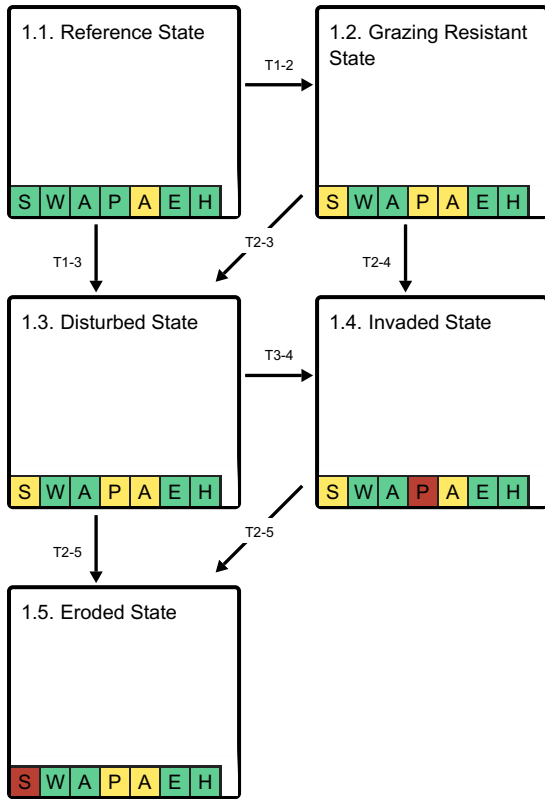 1.1. Reference State
1.2. Grazing Resistant
State
T1-2
S W A P A E H
S W A P A E H
T1-3
T2-3
T2-4
1.3. Disturbed State
1.4. Invaded State
T3-4
S W A P A E H
S W A P A E H
T2-5
T2-5
1.5. Eroded State
S W A P A E H